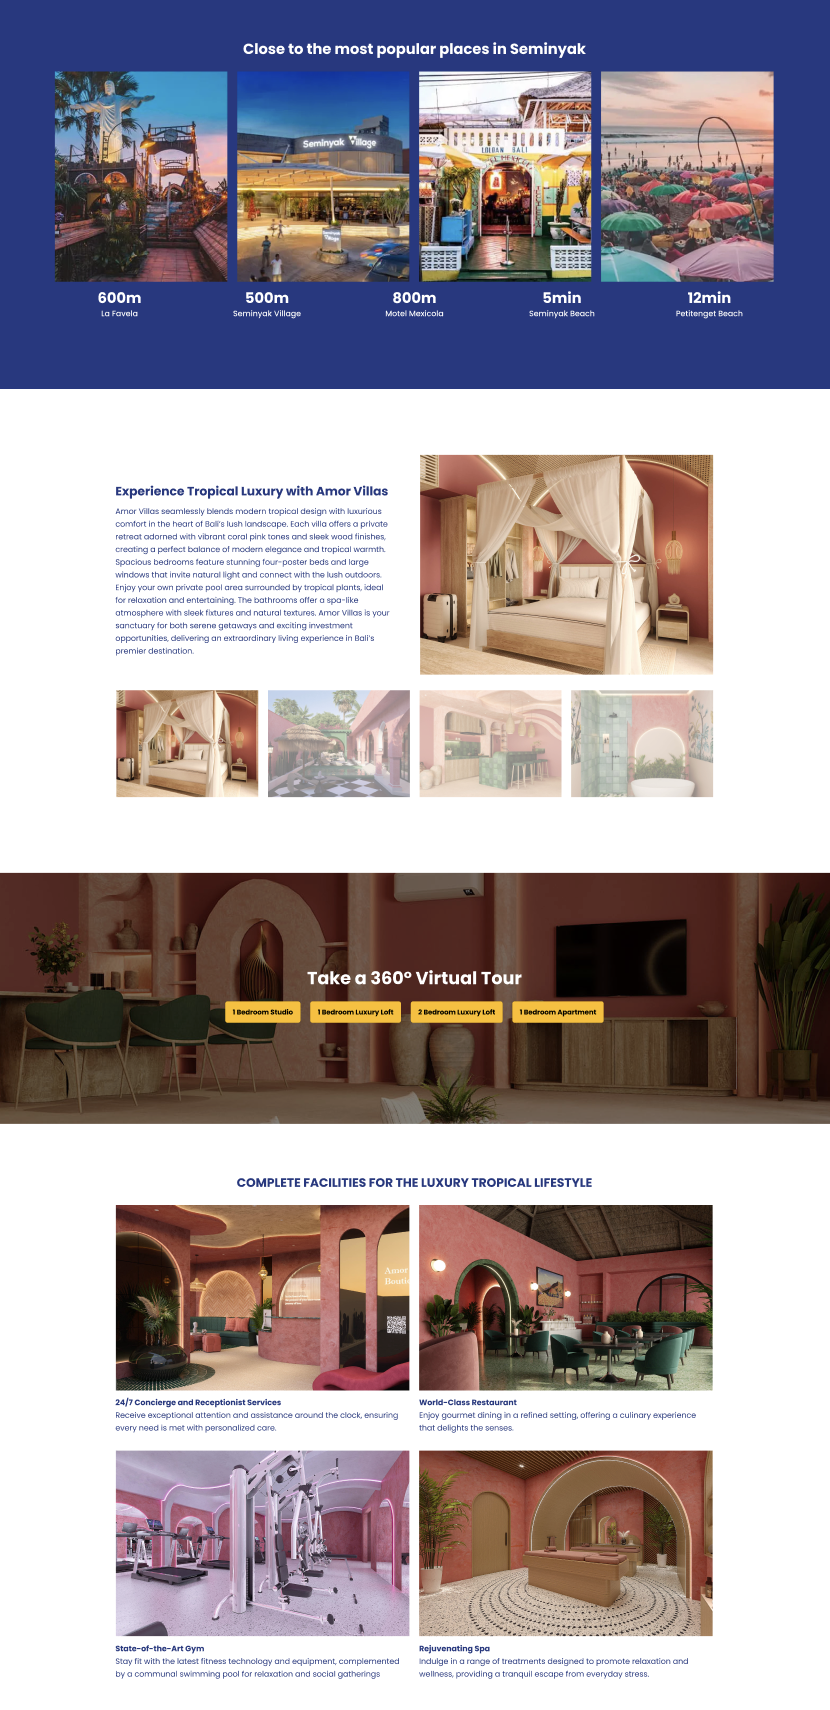 Close to the most popular places in Seminyak
Seminyak Village
Seminyak Village
600m
La Favela
500m
Seminyak Village
800m
Motel Mexicola
5min
Seminyak Beach
12min
Petitenget Beach
Experience Tropical Luxury with Amor Villas
Amor Villas seamlessly blends modern tropical design with luxurious
comfort in the heart of Bali's lush landscape. Each villa offers a private
retreat adorned with vibrant coral pink tones and sleek wood finishes,
creating a perfect balance of modern elegance and tropical warmth.
Spacious bedrooms feature stunning four-poster beds and large
windows that invite natural light and connect with the lush outdoors.
Enjoy your own private pool area surrounded by tropical plants, ideal
for relaxation and entertaining. The bathrooms offer a spa-like
atmosphere with sleek fixtures and natural textures. Amor Villas is your
sanctuary for both serene getaways and exciting investment
opportunities, delivering an extraordinary living experience in Bali's
premier destination.
Take a 360° Virtual Tour
1 Bedroom Studio
1 Bedroom Luxury Loft
2 Bedroom Luxury Loft
1 Bedroom Apartment
COMPLETE FACILITIES FOR THE LUXURY TROPICAL LIFESTYLE
Amor
24/7 Concierge and Receptionist Services
Receive exceptional attention and assistance around the clock, ensuring
every need is met with personalized care.
World-Class Restaurant
Enjoy gourmet dining in a refined setting, offering a culinary experience
that delights the senses.
State-of-the-Art Gym
Stay fit with the latest fitness technology and equipment, complemented
by a communal swimming pool for relaxation and social gatherings
Rejuvenating Spa
Indulge in a range of treatments designed to promote relaxation and
wellness, providing a tranquil escape from everyday stress.